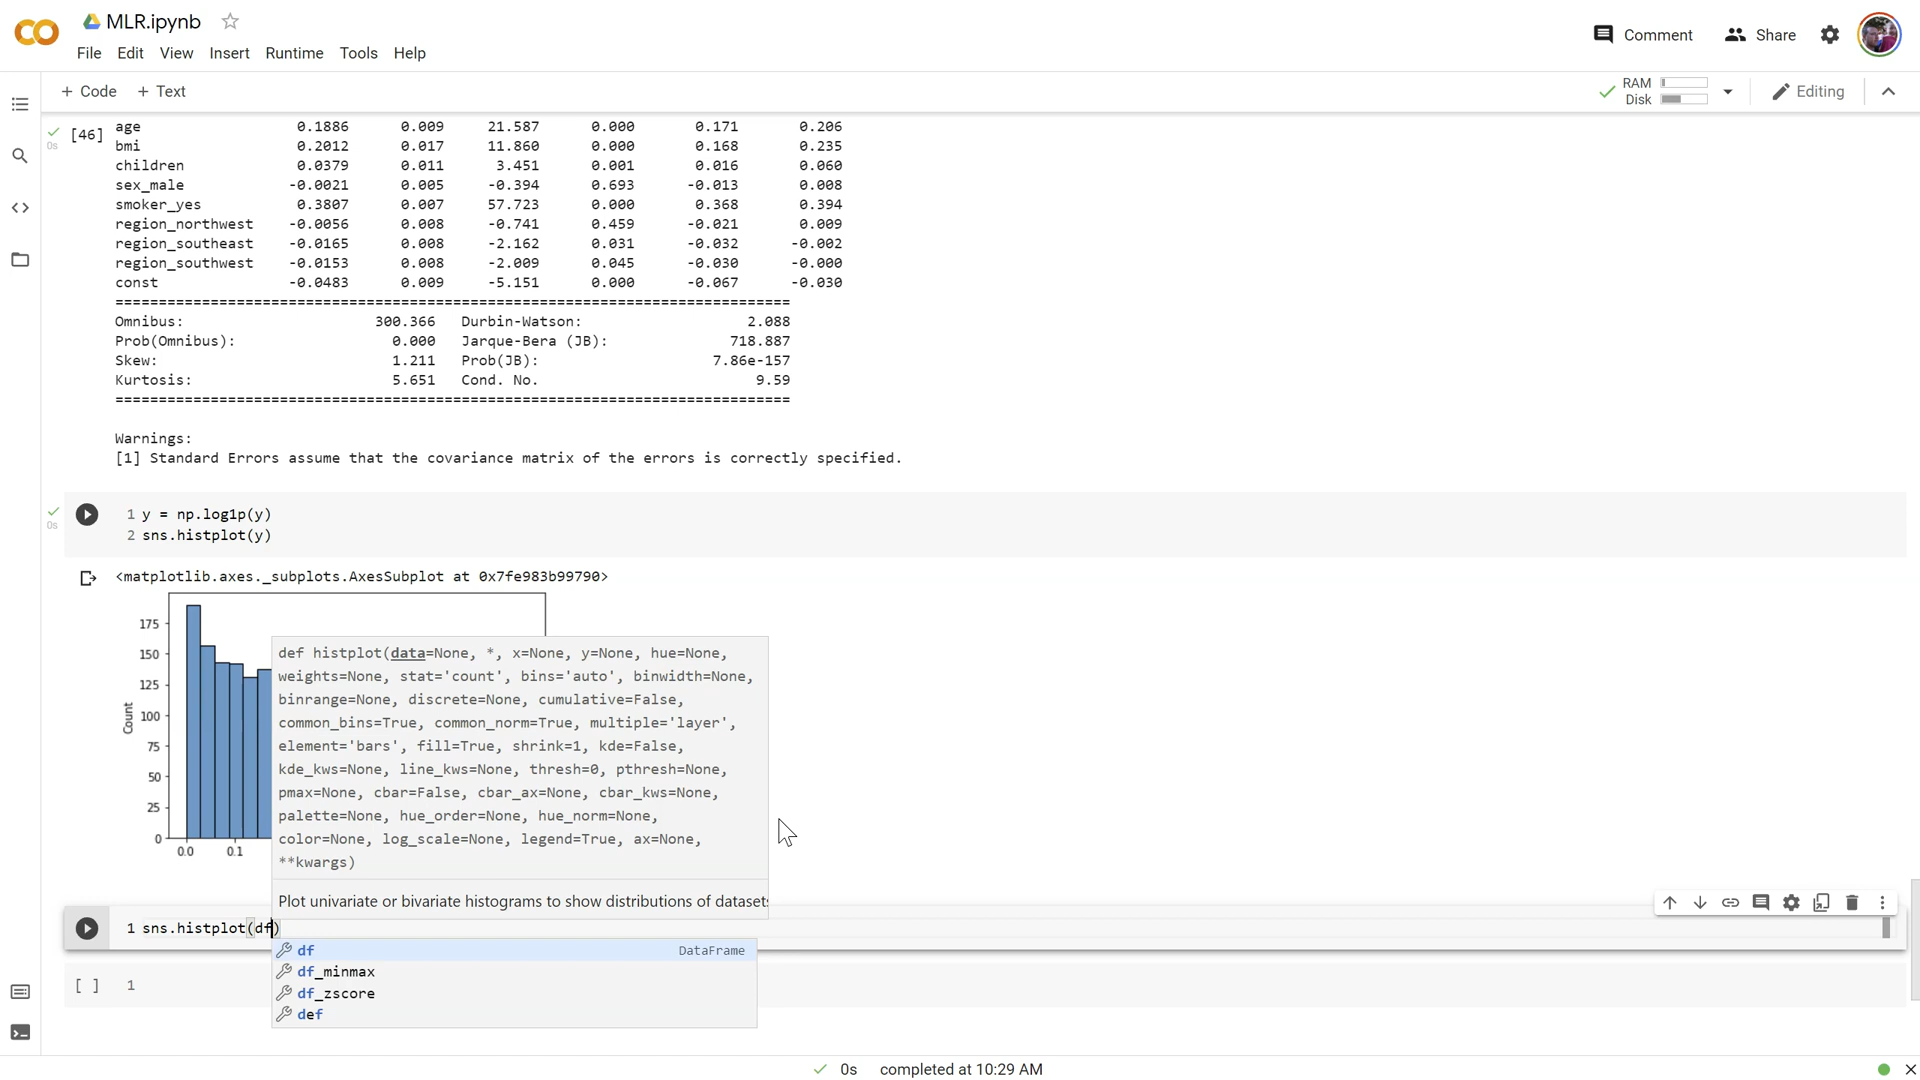 MLR.ipynb
Comment
Share
File Edit View Insert Runtime Tools Help
+ Code + Text
RAM
Disk
Editing
[46]
0s
age 0.1886 0.009 21.587 0.000 0.171 0.206
bmi 0.2012 0.017 11.860 0.000 0.168 0.235
children 0.0379 0.011 3.451 0.001 0.016 0.060
sex_male -0.0021 0.005 -0.394 0.693 -0.013 0.008
smoker_yes 0.3807 0.007 57.723 0.000 0.368 0.394
region_northwest -0.0056 0.008 -0.741 0.459 -0.021 0.009
region_southeast -0.0165 0.008 -2.162 0.031 -0.032 -0.002
region_southwest -0.0153 0.008 -2.009 0.045 -0.030 -0.000
const -0.0483 0.009 -5.151 0.000 -0.067 -0.030
==============================================================================
Omnibus: 300.366 Durbin-Watson: 2.088
Prob(Omnibus): 0.000 Jarque-Bera (JB): 718.887
Skew: 1.211 Prob(JB): 7.86e-157
Kurtosis: 5.651 Cond. No. 9.59
==============================================================================
Warnings:
[1] Standard Errors assume that the covariance matrix of the errors is correctly specified.
0s
1 y = np.log1p(y)
2 sns.histplot(y)
<matplotlib.axes._subplots.AxesSubplot at 0x7fe983b99790>
175
150
125
100
75
50
25
0
Count
0.0 0.1
def histplot(data=None, *, x=None, y=None, hue=None,
weights=None, stat='count', bins='auto', binwidth=None,
binrange=None, discrete=None, cumulative=False,
common_bins=True, common_norm=True, multiple='layer',
element='bars', fill=True, shrink=1, kde=False,
kde_kws=None, line_kws=None, thresh=0, pthresh=None,
pmax=None, cbar=False, cbar_ax=None, cbar_kws=None,
palette=None, hue_order=None, hue_norm=None,
color=None, log_scale=None, legend=True, ax=None,
**kwargs)
Plot univariate or bivariate histograms to show distributions of datasets
1 sns.histplot(df)
df DataFrame
df_minmax
df_zscore
def
[ ] 1
0s completed at 10:29 AM